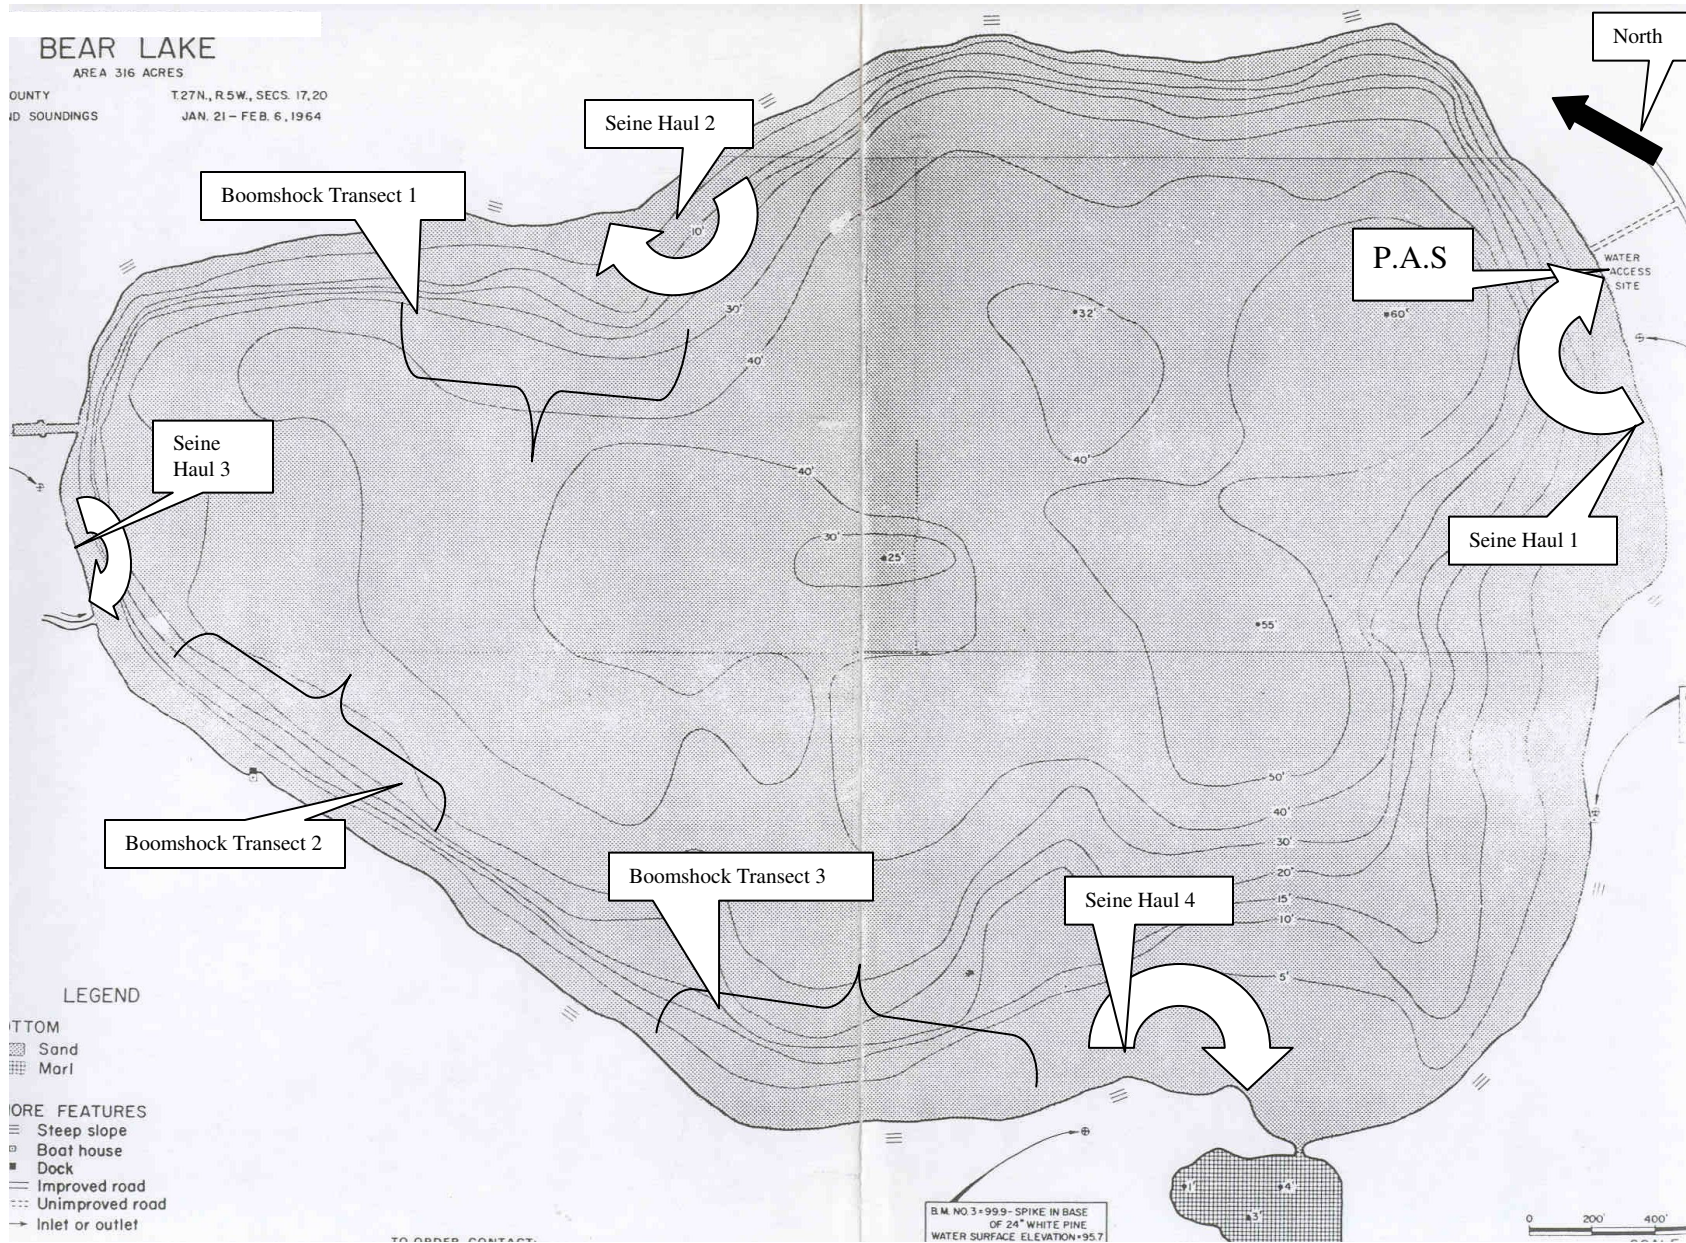 BEAR LAKE
AREA 316 ACRES
OUNTY T.27N., R.5W., SECS. 17,20
ND SOUNDINGS JAN. 21 – FEB. 6, 1964
North
Seine Haul 2
Boomshock Transect 1
P.A.S
WATER
ACCESS
SITE
10'
30'
40'
32'
60'
Seine
Haul 3
40'
40'
30'
25'
Seine Haul 1
55'
50'
40'
30'
20'
15'
10'
5'
Boomshock Transect 2
Boomshock Transect 3
Seine Haul 4
LEGEND
OTTOM
Sand
Marl
ORE FEATURES
Steep slope
Boat house
Dock
Improved road
Unimproved road
Inlet or outlet
1'
4'
3'
B.M. NO. 3 = 99.9 - SPIKE IN BASE
OF 24" WHITE PINE
WATER SURFACE ELEVATION = 95.7
0 200' 400'
SCALE
TO ORDER CONTACT: